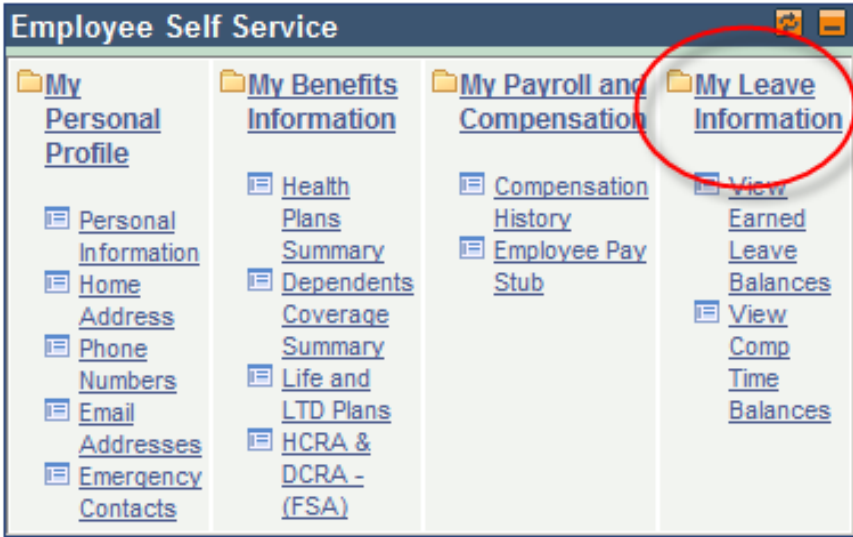 Employee Self Service
My
Personal
Profile
Personal
Information
Home
Address
Phone
Numbers
Email
Addresses
Emergency
Contacts
My Benefits
Information
Health
Plans
Summary
Dependents
Coverage
Summary
Life and
LTD Plans
HCRA &
DCRA -
(FSA)
My Payroll and
Compensation
Compensation
History
Employee Pay
Stub
My Leave
Information
View
Earned
Leave
Balances
View
Comp
Time
Balances